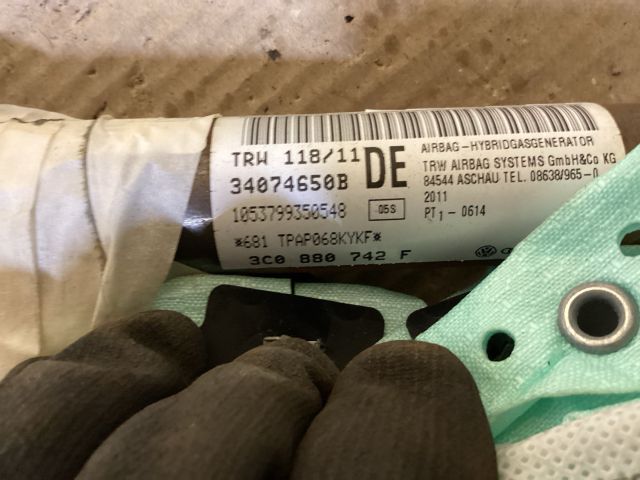 TRW 118/11
34074650B
1053799350548
05S
*681 TPAP068KYKF*
3C0 880 742 F
DE
AIRBAG-HYBRIDGASGENERATOR
TRW AIRBAG SYSTEMS GmbH&Co KG
84544 ASCHAU TEL. 08638/965-0
2011
PT1-0614